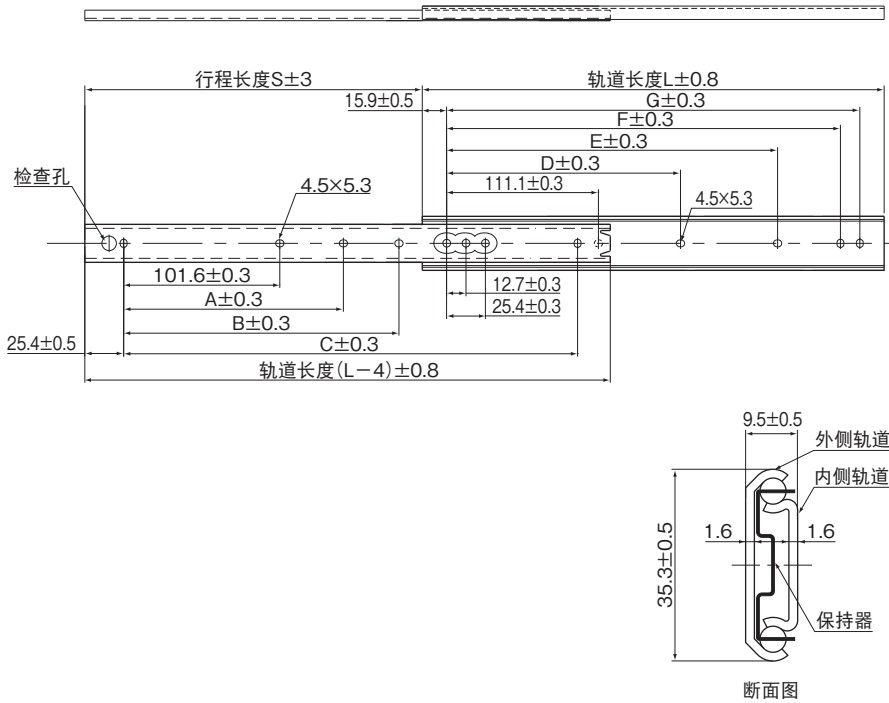 行程长度S±3
轨道长度L±0.8
15.9±0.5
G±0.3
F±0.3
E±0.3
D±0.3
111.1±0.3
检查孔
4.5×5.3
4.5×5.3
101.6±0.3
12.7±0.3
A±0.3
25.4±0.3
B±0.3
25.4±0.5
C±0.3
轨道长度(L－4)±0.8
9.5±0.5
外侧轨道
内侧轨道
1.6
1.6
35.3±0.5
保持器
断面图